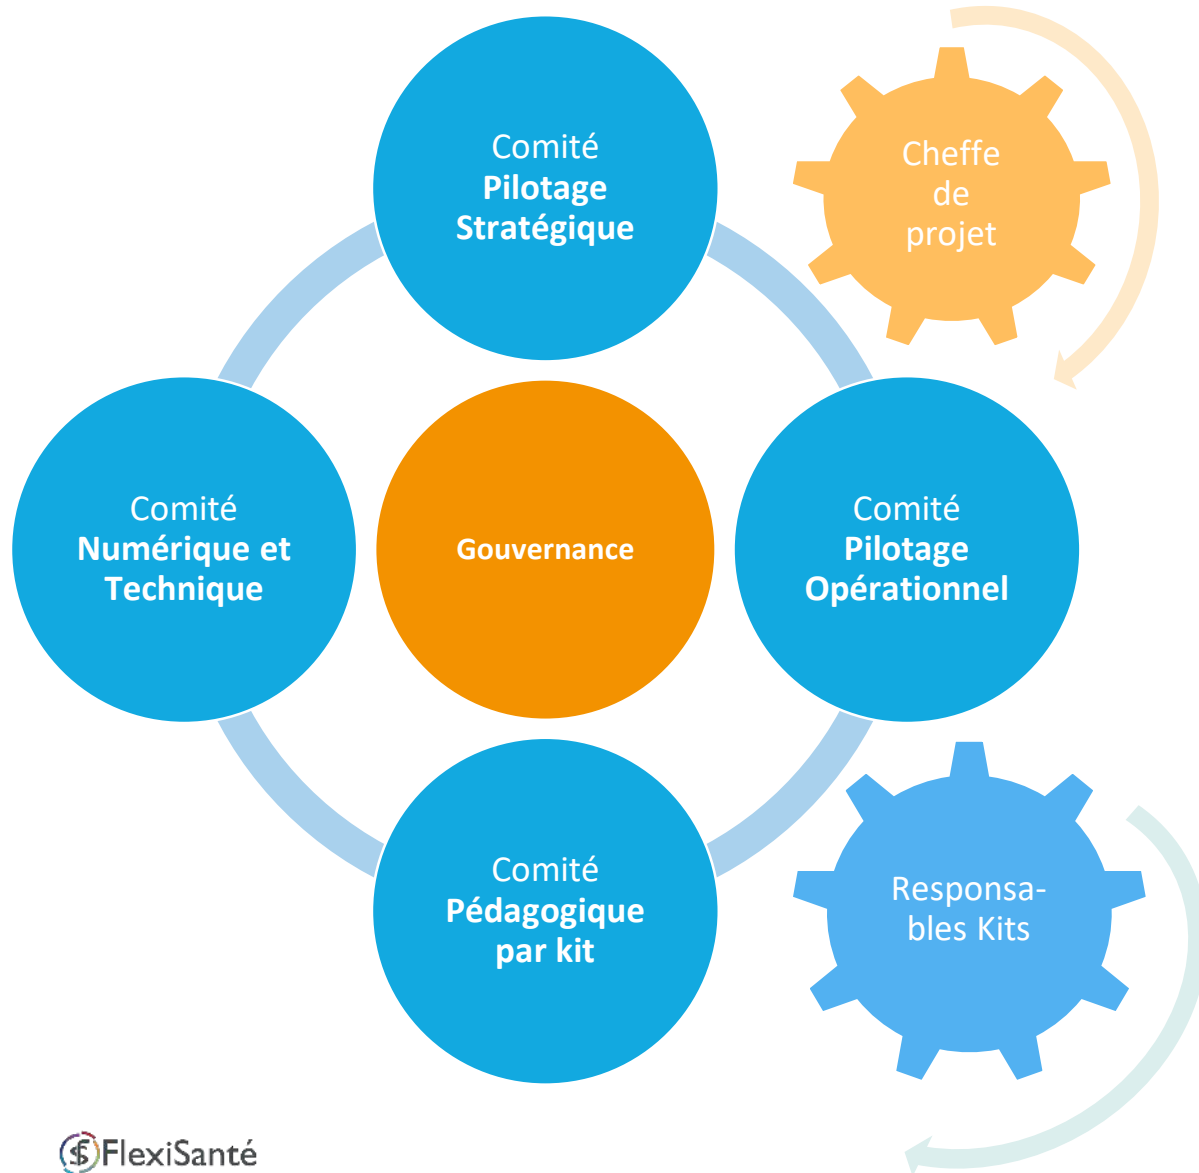 Comité
Pilotage
Stratégique
Cheffe
de
projet
Comité
Numérique et
Technique
Gouvernance
Comité
Pilotage
Opérationnel
Comité
Pédagogique
par kit
Responsa-
bles Kits
FlexiSanté